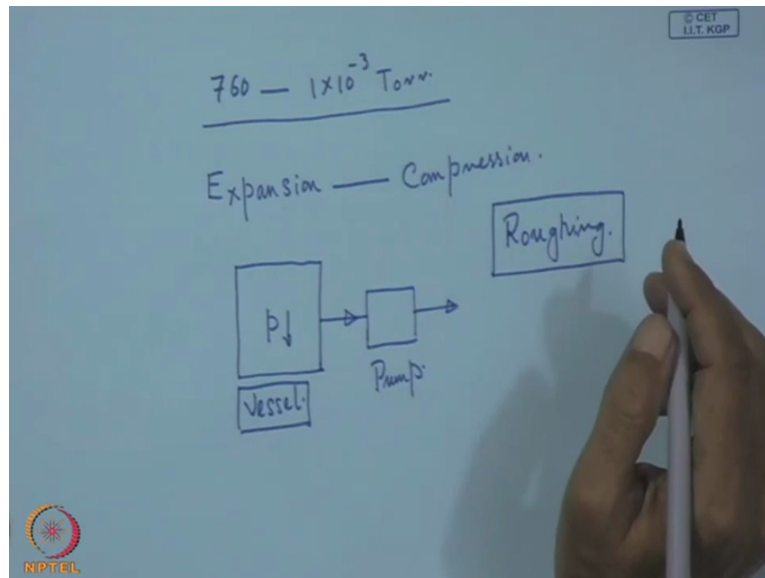 © CET
I.I.T. KGP
760 — 1×10⁻³ Torr.
Expansion — Compression.
Roughing.
p↓
Pump.
Vessel.
NPTEL